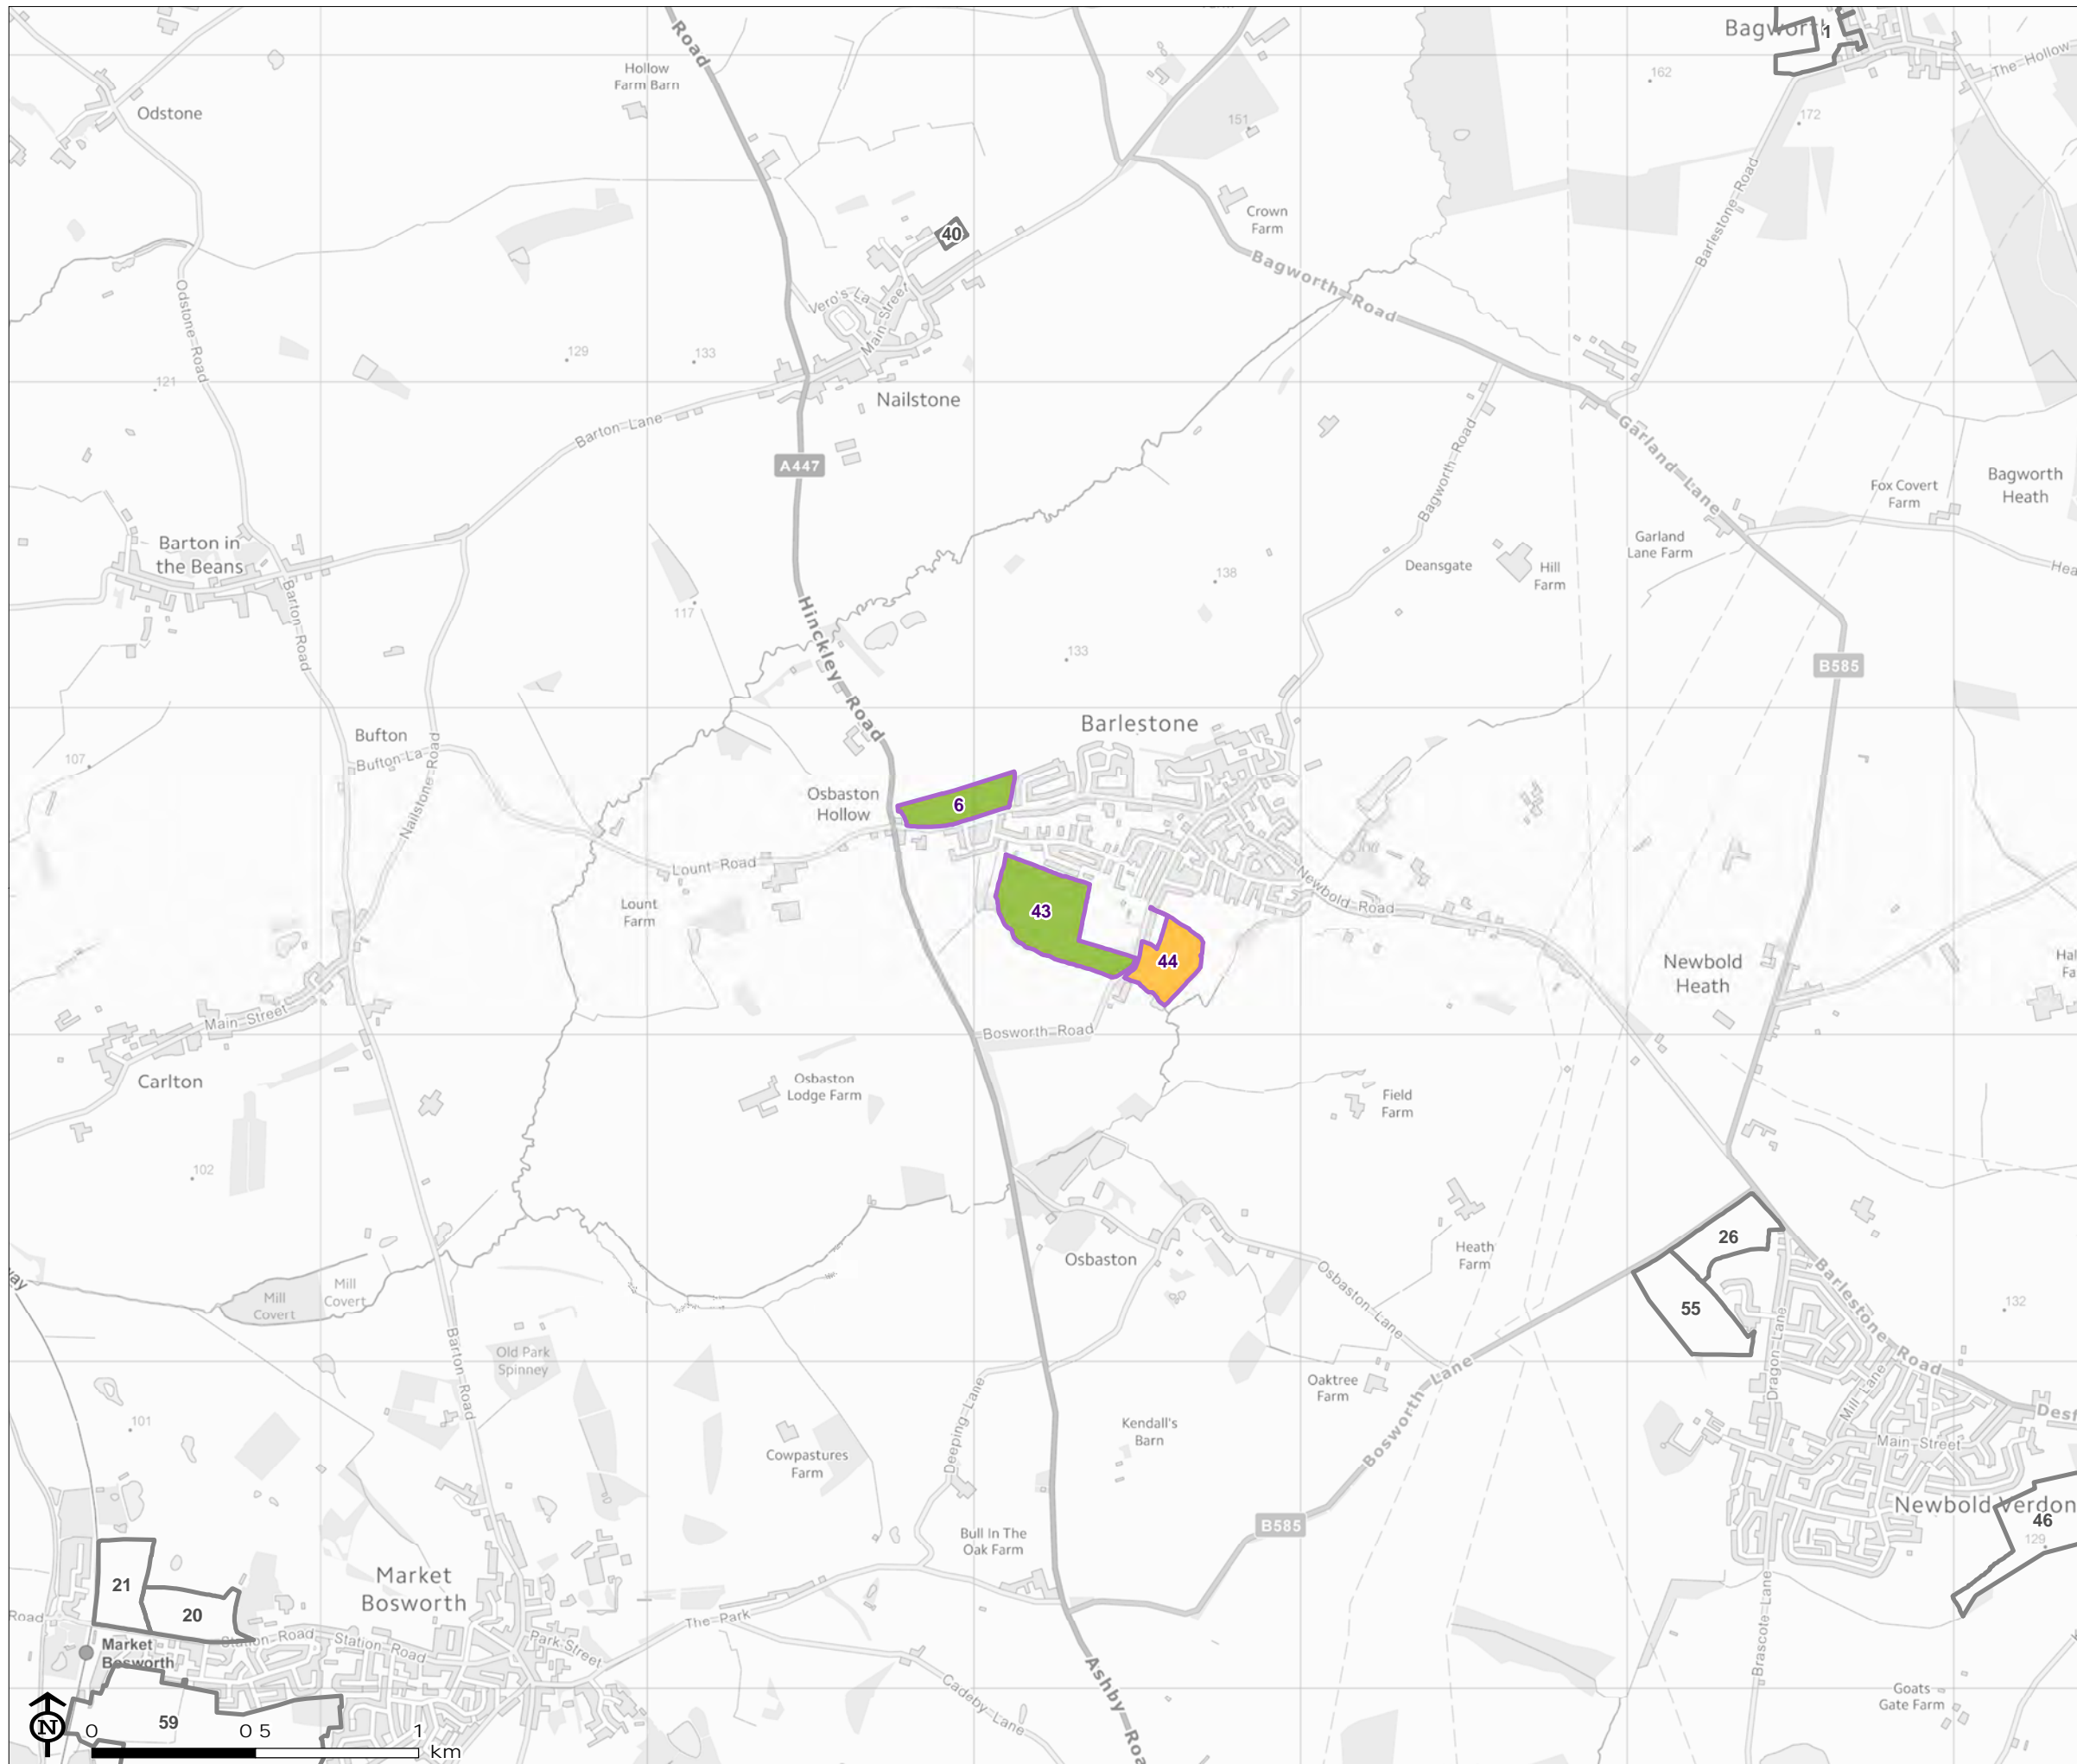 Road
Bagworth
1
The-Hollow
Hollow
Farm Barn
162
Odstone
151
172
Barlestone-Road
Crown
Farm
40
Bagworth-Road
Odstone-Road
Vero's La
Main-Street
129
133
121
Nailstone
Barton-Lane
Garland-Lane
A447
Bagworth-Road
Bagworth
Heath
Fox Covert
Farm
Garland
Lane Farm
Barton in
the Beans
Deansgate
Hill
Farm
Hea
138
Barton-Road
117
Hinckley-Road
133
B585
Barlestone
Bufton
Bufton-La
107
Nailstone-Road
Osbaston
Hollow
6
Lount-Road
Newbold-Road
Lount
Farm
43
44
Newbold
Heath
Hal
Fa
Main-Street
Bosworth-Road
Carlton
Osbaston
Lodge Farm
Field
Farm
102
26
Heath
Farm
Osbaston
Osbaston-Lane
Barlestone
Road
way
Mill
Covert
Mill
Covert
55
132
Dragon-Lane
Barton-Road
Old Park
Spinney
Oaktree
Farm
Mill Lane
Deeping-Lane
Bosworth-Lane
Desf
101
Kendall's
Barn
Main-Street
Cowpastures
Farm
Newbold Verdon
46
129
B585
Bull In The
Oak Farm
Market
Bosworth
21
20
Brascote-Lane
Road
The-Park
Station-Road
Station-Road
Park-Street
Market
Bosworth
Ashby-Roa
Cadeby-Lane
Goats
Gate Farm
59
N
0
0 5
1
km